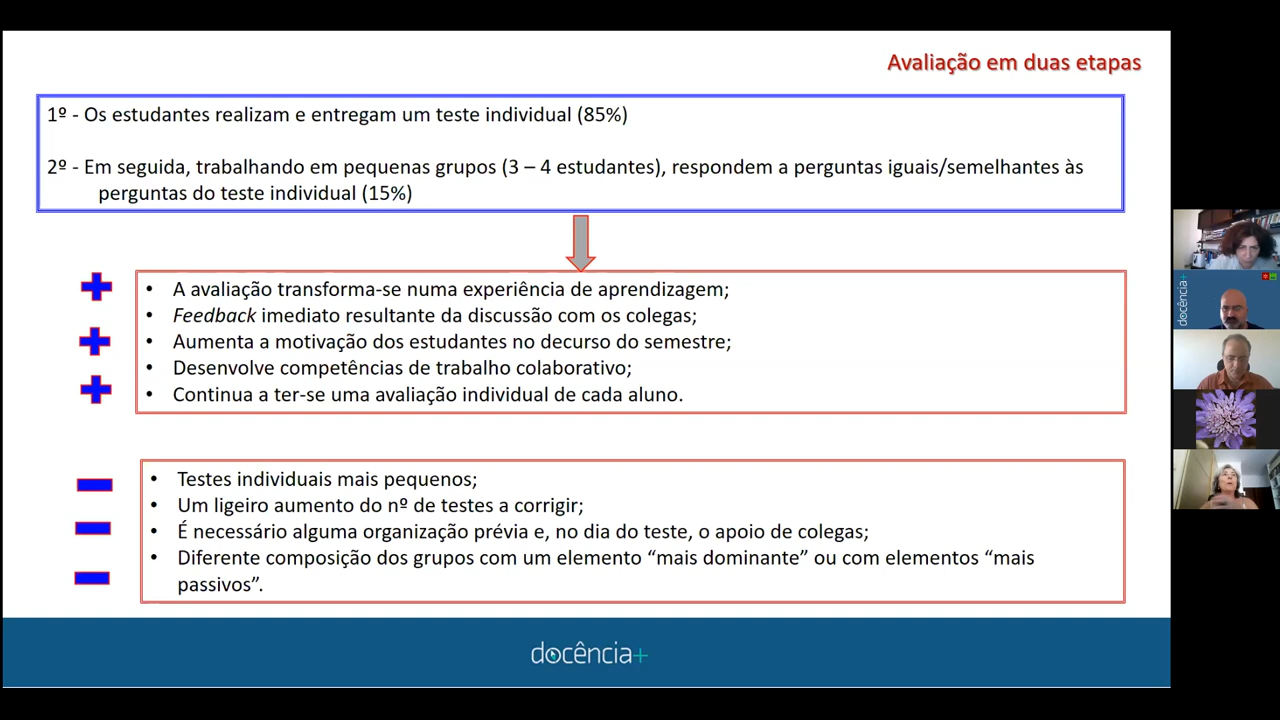 Avaliação em duas etapas
1º - Os estudantes realizam e entregam um teste individual (85%)
2º - Em seguida, trabalhando em pequenas grupos (3 – 4 estudantes), respondem a perguntas iguais/semelhantes às
perguntas do teste individual (15%)
• A avaliação transforma-se numa experiência de aprendizagem;
• Feedback imediato resultante da discussão com os colegas;
• Aumenta a motivação dos estudantes no decurso do semestre;
• Desenvolve competências de trabalho colaborativo;
• Continua a ter-se uma avaliação individual de cada aluno.
• Testes individuais mais pequenos;
• Um ligeiro aumento do nº de testes a corrigir;
• É necessário alguma organização prévia e, no dia do teste, o apoio de colegas;
• Diferente composição dos grupos com um elemento “mais dominante” ou com elementos “mais
passivos”.
docência+
docência+